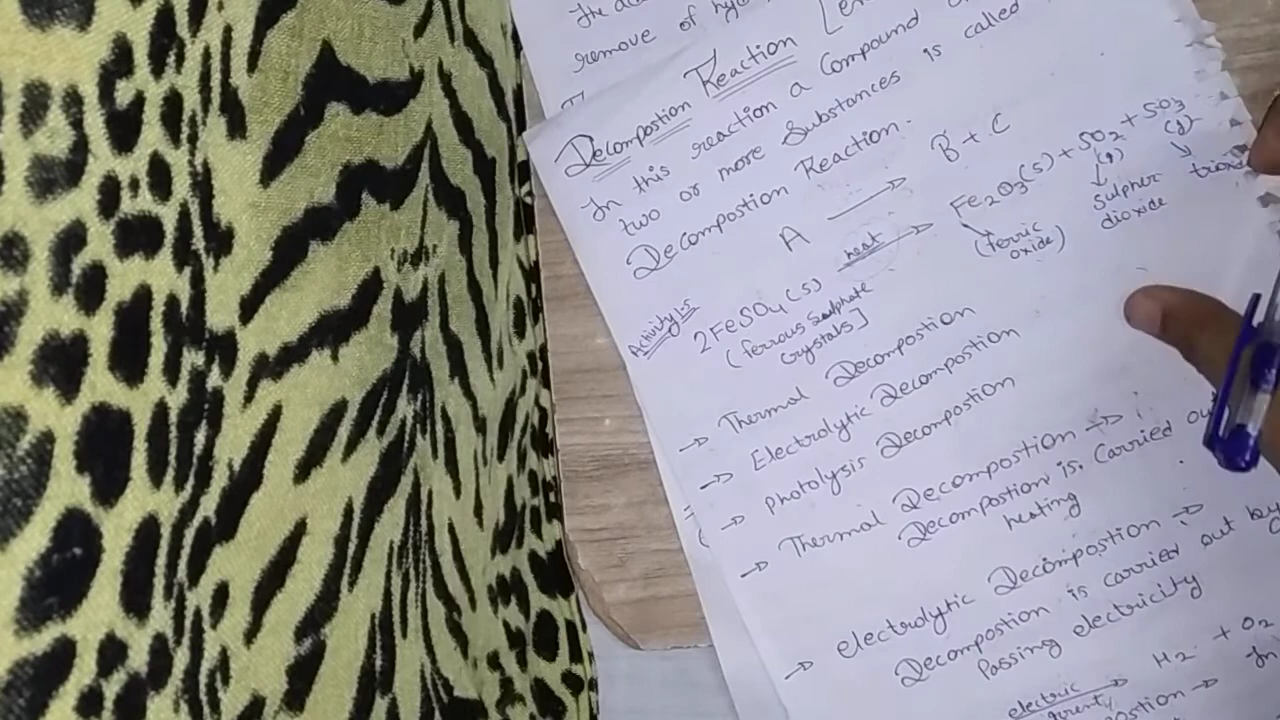 remove of
Decompostion Reaction
In this reaction a Compound
two or more Substances is called
Decompostion Reaction.
A → B + C
Activity 1.5
2FeSO4(s) heat → Fe2O3(s) + SO2 + SO3
(g) (g)
(ferrous Sulphate crystals] (ferric oxide) sulpher dioxide
→ Thermal Decompostion
→ Electrolytic Decompostion
→ Photolysis Decompostion
→ Thermal Decompostion →
Decompostion is carried out
heating
→ electrolytic Decompostion →
Decompostion is carried out by
Passing electricity
electric → H2 + O2